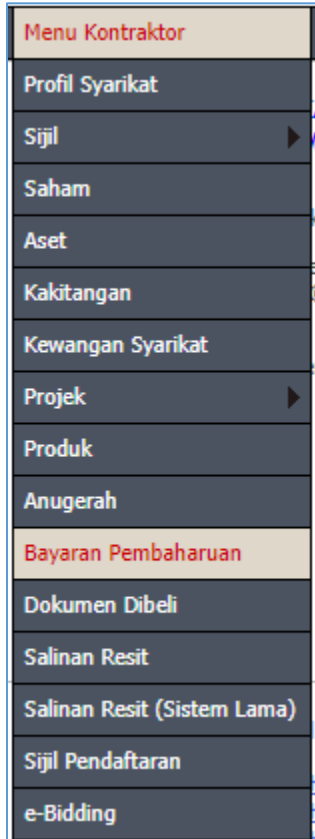 Menu Kontraktor
Profil Syarikat
Sijil
Saham
Aset
Kakitangan
Kewangan Syarikat
Projek
Produk
Anugerah
Bayaran Pembaharuan
Dokumen Dibeli
Salinan Resit
Salinan Resit (Sistem Lama)
Sijil Pendaftaran
e-Bidding